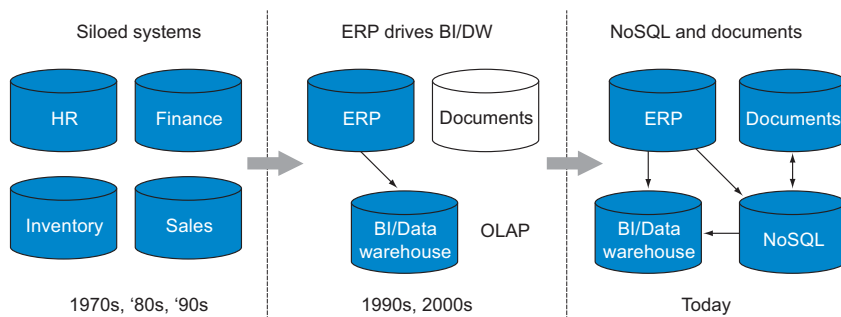 Siloed systems
ERP drives BI/DW
NoSQL and documents
HR
Finance
ERP
Documents
ERP
Documents
Inventory
Sales
BI/Data
warehouse
OLAP
BI/Data
warehouse
NoSQL
1970s, ‘80s, ‘90s
1990s, 2000s
Today